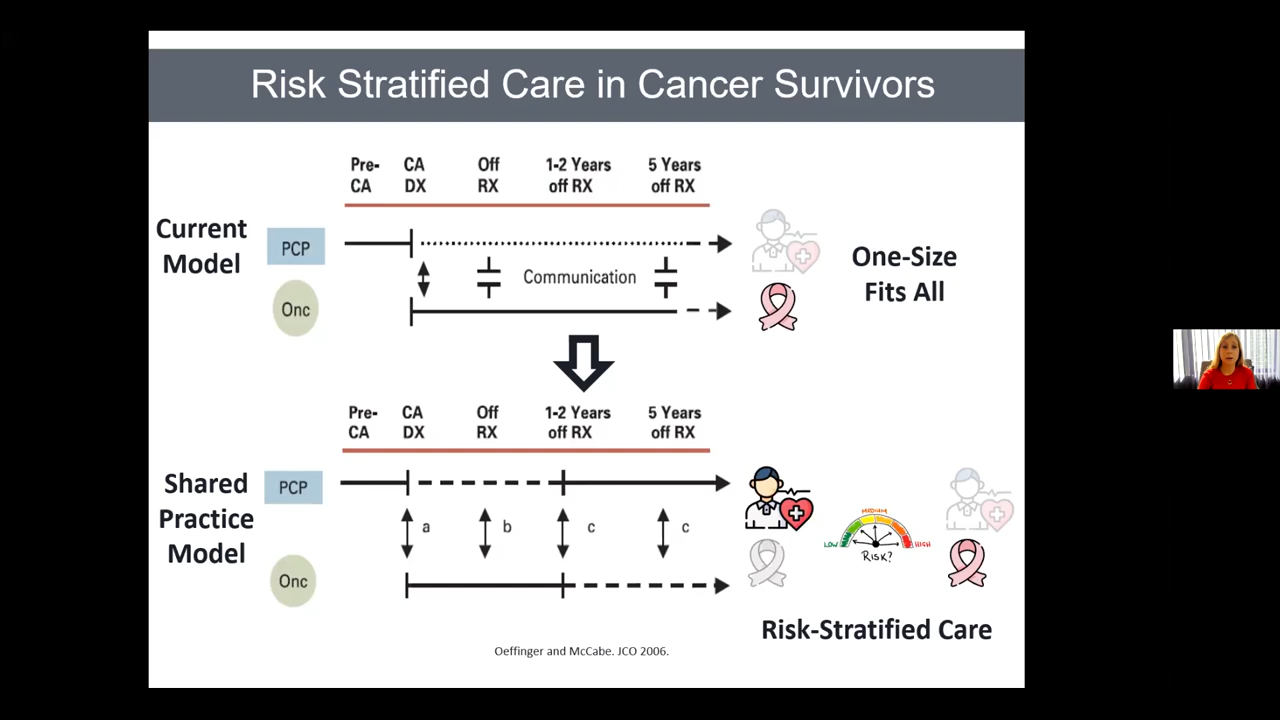 Risk Stratified Care in Cancer Survivors
Pre-
CA
CA
DX
Off
RX
1-2 Years
off RX
5 Years
off RX
Current
Model
PCP
Communication
Onc
One-Size
Fits All
Pre-
CA
CA
DX
Off
RX
1-2 Years
off RX
5 Years
off RX
Shared
Practice
Model
PCP
a
b
c
c
Onc
LOW
MEDIUM
HIGH
RISK?
Risk-Stratified Care
Oeffinger and McCabe. JCO 2006.